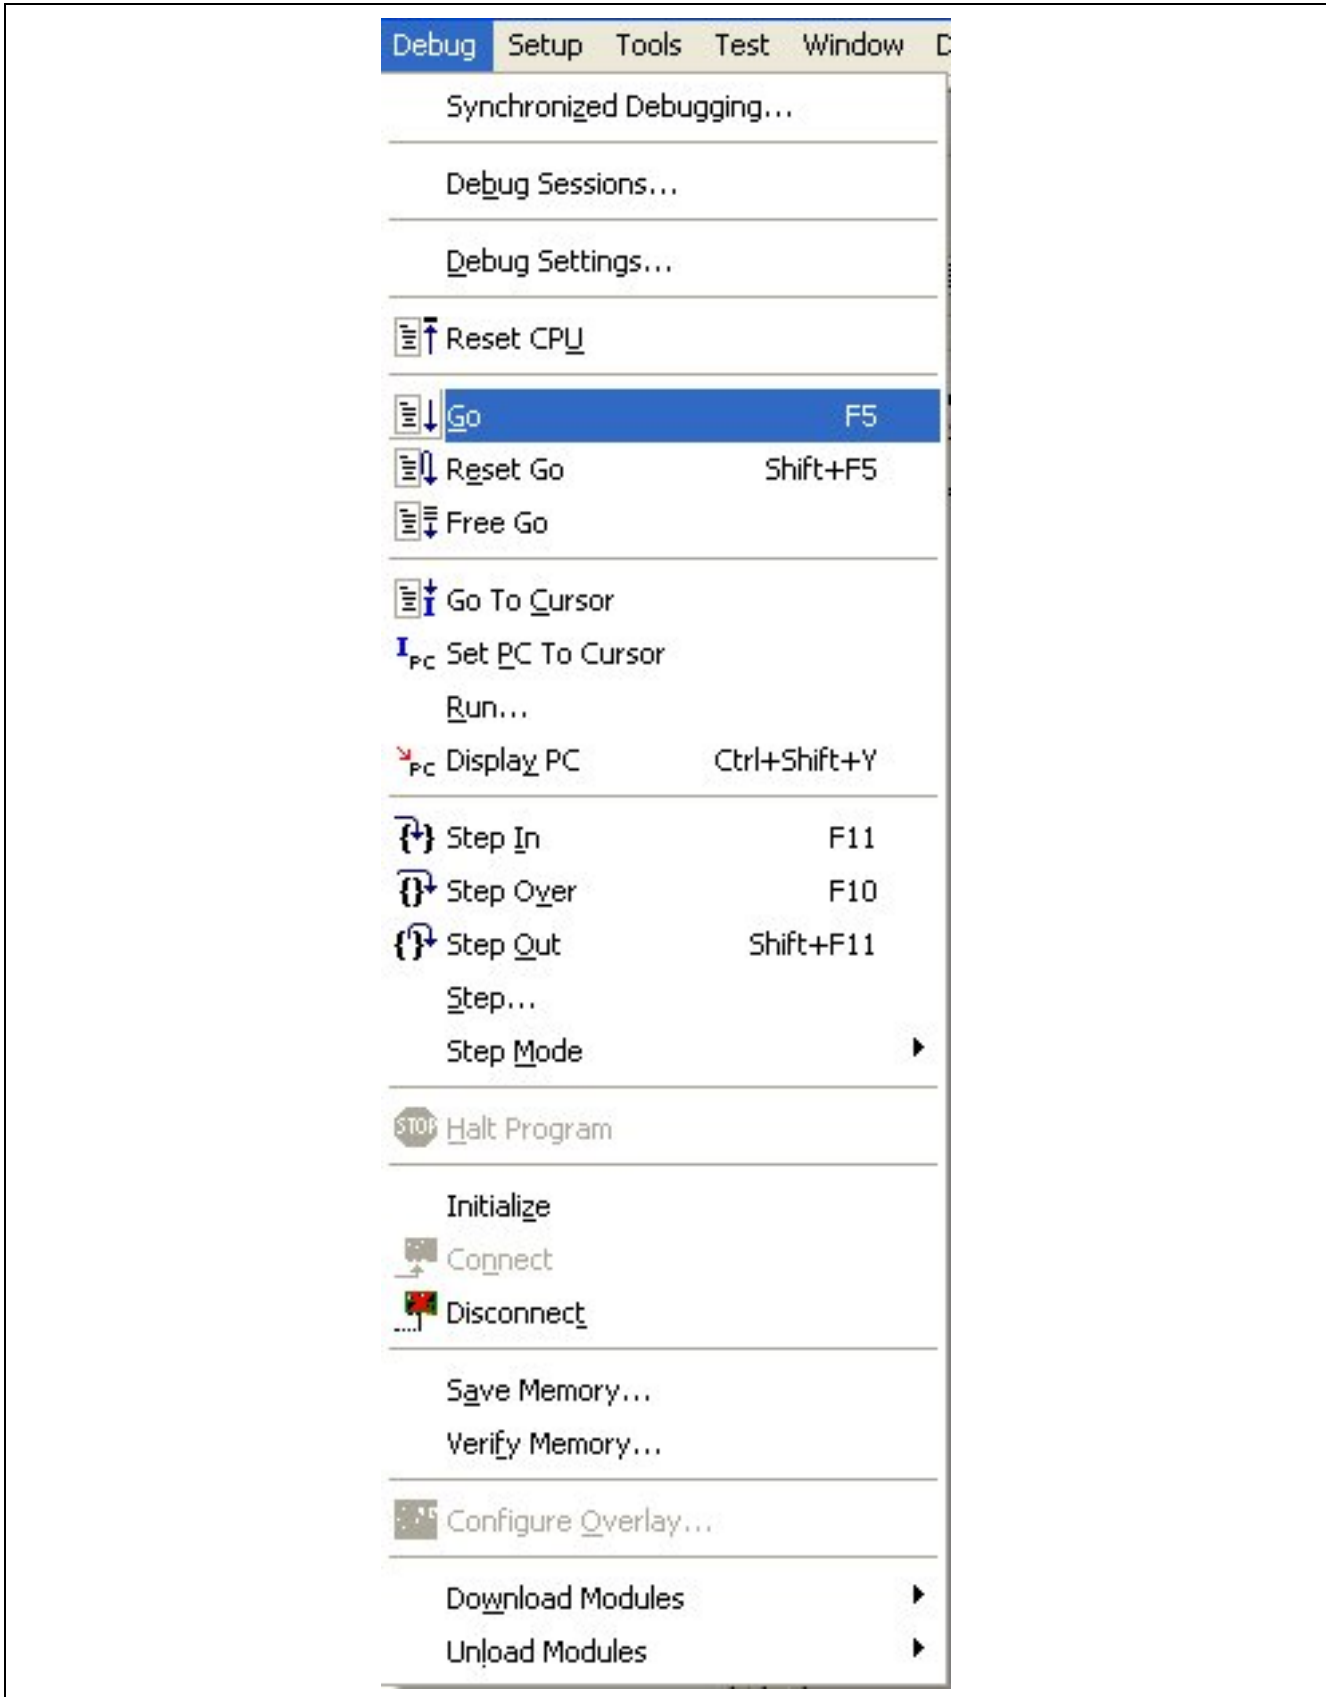 Debug Setup Tools Test Window D
Synchronized Debugging...
Debug Sessions...
Debug Settings...
Reset CPU
Go F5
Reset Go Shift+F5
Free Go
Go To Cursor
I PC Set PC To Cursor
Run...
PC Display PC Ctrl+Shift+Y
{} Step In F11
{} Step Over F10
{} Step Out Shift+F11
Step...
Step Mode
STOP Halt Program
Initialize
Connect
Disconnect
Save Memory...
Verify Memory...
Configure Overlay...
Download Modules
Unload Modules